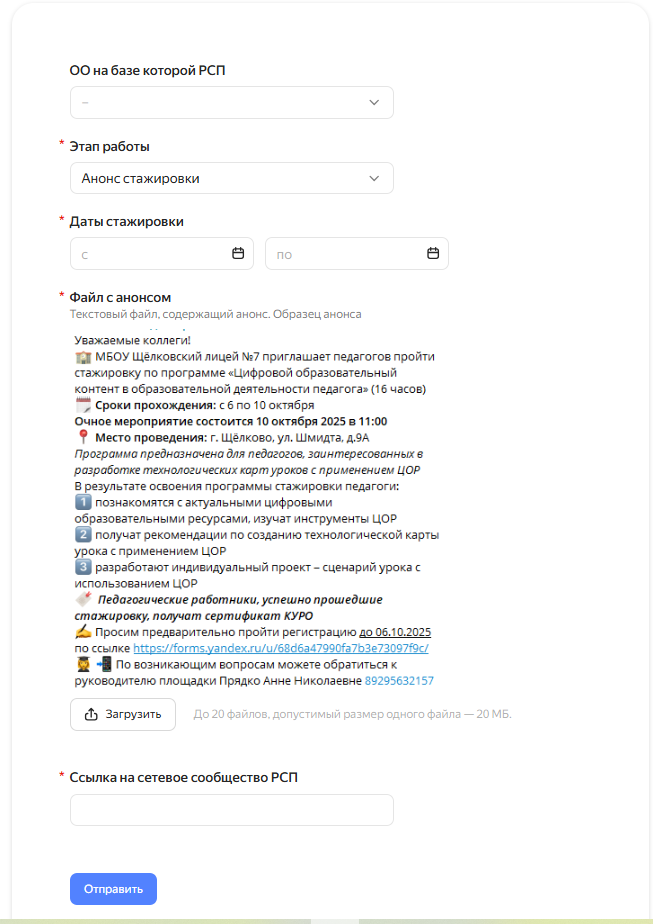 ОО на базе которой РСП
–
* Этап работы
Анонс стажировки
* Даты стажировки
с
по
* Файл с анонсом
Текстовый файл, содержащий анонс. Образец анонса
Уважаемые коллеги!
🏫 МБОУ Щёлковский лицей №7 приглашает педагогов пройти
стажировку по программе «Цифровой образовательный
контент в образовательной деятельности педагога» (16 часов)
🗓 Сроки прохождения: с 6 по 10 октября
Очное мероприятие состоится 10 октября 2025 в 11:00
📍 Место проведения: г. Щёлково, ул. Шмидта, д.9А
Программа предназначена для педагогов, заинтересованных в
разработке технологических карт уроков с применением ЦОР
В результате освоения программы стажировки педагоги:
1️⃣ познакомятся с актуальными цифровыми
образовательными ресурсами, изучат инструменты ЦОР
2️⃣ получат рекомендации по созданию технологической карты
урока с применением ЦОР
3️⃣ разработают индивидуальный проект – сценарий урока с
использованием ЦОР
Педагогические работники, успешно прошедшие
стажировку, получат сертификат КУРО
✍ Просим предварительно пройти регистрацию до 06.10.2025
по ссылке https://forms.yandex.ru/u/68d6a47990fa7b3e73097f9c/
👩‍🎓 📲 По возникающим вопросам можете обратиться к
руководителю площадки Прядко Анне Николаевне 89295632157
Загрузить
До 20 файлов, допустимый размер одного файла — 20 МБ.
* Ссылка на сетевое сообщество РСП
Отправить